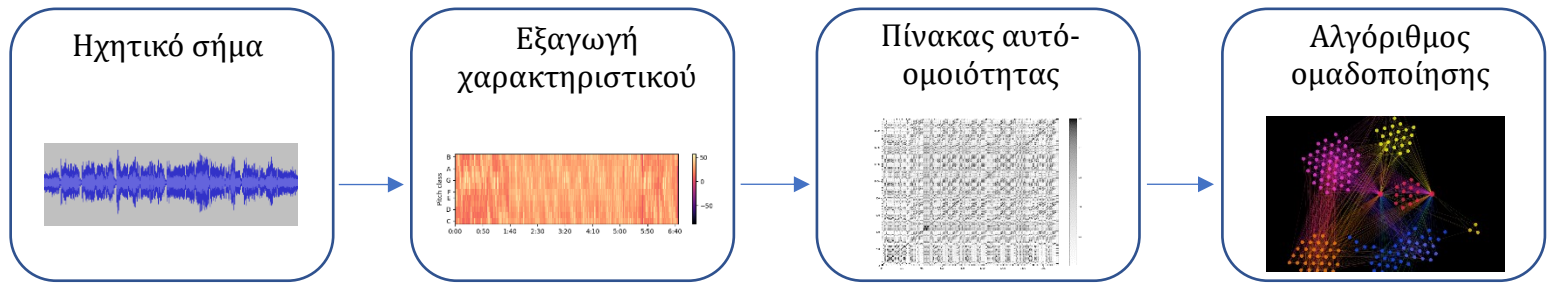 Ηχητικό σήμα
Εξαγωγή
χαρακτηριστικού
B
A
G
F
E
D
C
Pitch class
0:00 0:50 1:40 2:30 3:20 4:10 5:00 5:50 6:40
50
0
−50
Πίνακας αυτό-
ομοιότητας
Αλγόριθμος
ομαδοποίησης